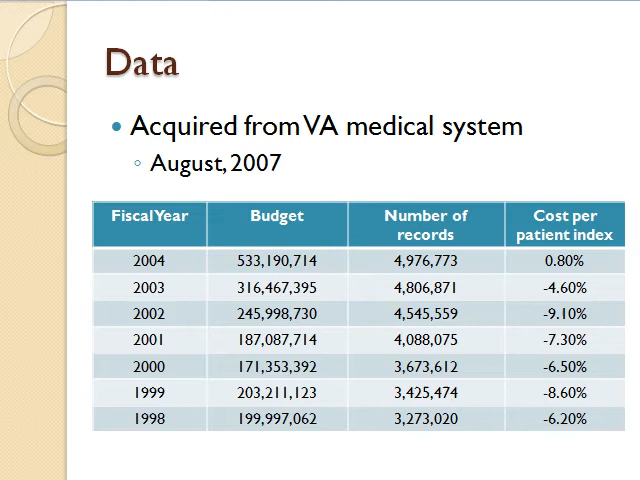 Data
Acquired from VA medical system
August, 2007
Fiscal Year Budget Number of records Cost per patient index
2004 533,190,714 4,976,773 0.80%
2003 316,467,395 4,806,871 -4.60%
2002 245,998,730 4,545,559 -9.10%
2001 187,087,714 4,088,075 -7.30%
2000 171,353,392 3,673,612 -6.50%
1999 203,211,123 3,425,474 -8.60%
1998 199,997,062 3,273,020 -6.20%